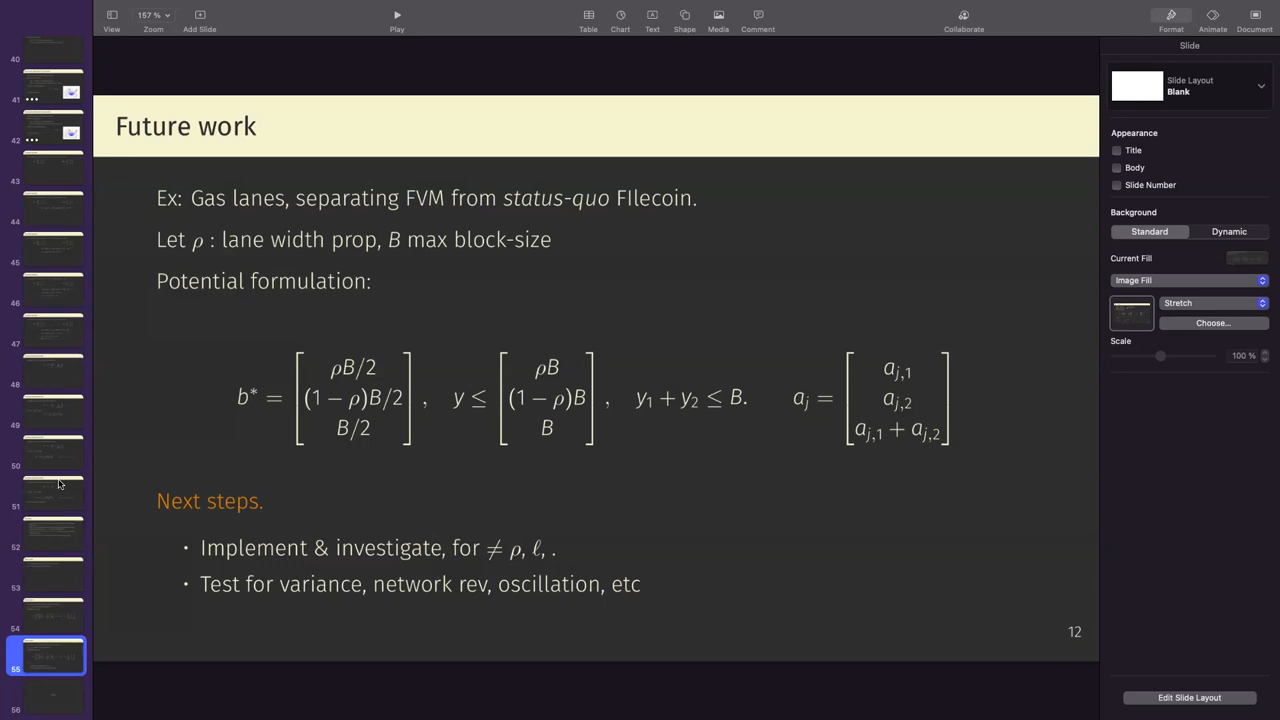 View
157 %
Zoom
Add Slide
Play
Table
Chart
Text
Shape
Media
Comment
Collaborate
Format
Animate
Document
40
41
42
43
44
45
46
47
48
49
50
51
52
53
54
55
56
Future work
Ex: Gas lanes, separating FVM from status-quo FIlecoin.
Let ρ : lane width prop, B max block-size
Potential formulation:
b* = [ρB/2 (1 − ρ)B/2 B/2], y ≤ [ρB (1 − ρ)B B], y₁ + y₂ ≤ B. aⱼ = [aⱼ,₁ aⱼ,₂ aⱼ,₁ + aⱼ,₂]
Next steps.
• Implement & investigate, for ≠ ρ, ℓ, .
• Test for variance, network rev, oscillation, etc
12
Slide
Slide Layout
Blank
Appearance
Title
Body
Slide Number
Background
Standard
Dynamic
Current Fill
Image Fill
Stretch
Choose...
Scale
100 %
Edit Slide Layout